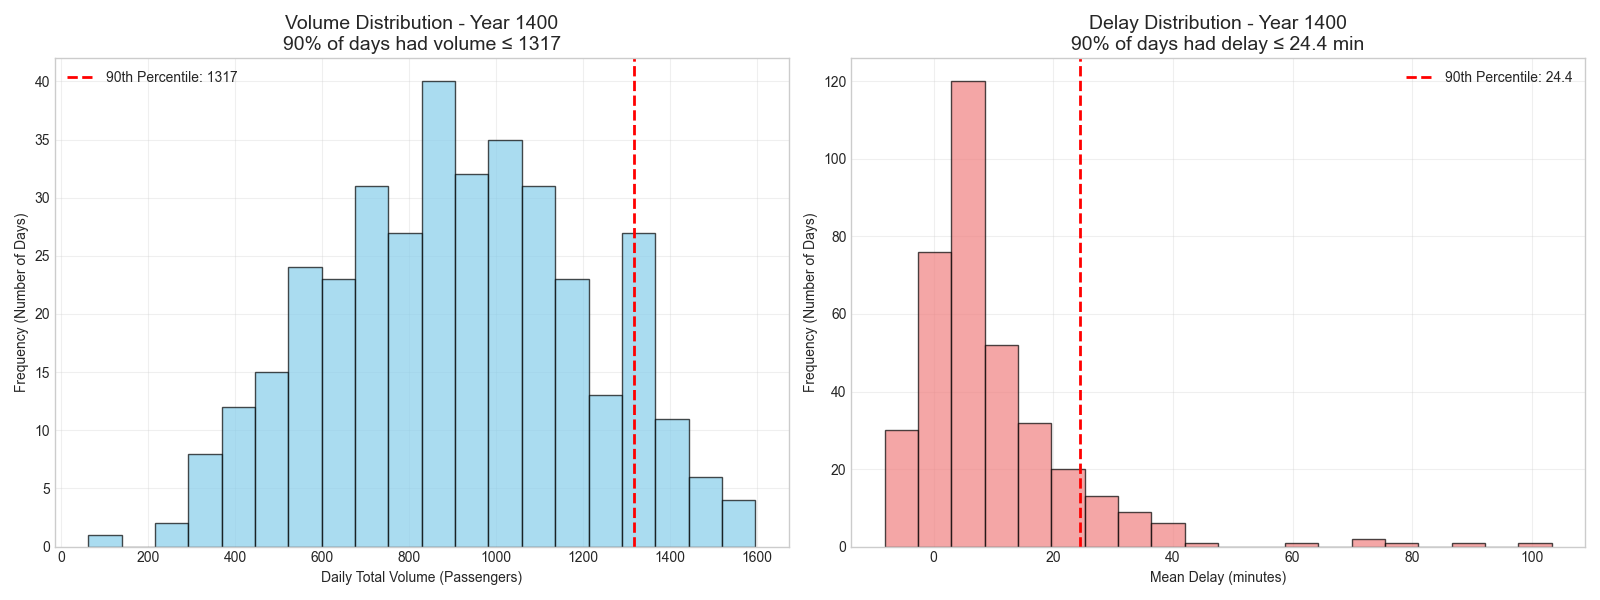 Volume Distribution - Year 1400
90% of days had volume ≤ 1317
90th Percentile: 1317
Frequency (Number of Days)
40
35
30
25
20
15
10
5
0
0 200 400 600 800 1000 1200 1400 1600
Daily Total Volume (Passengers)
Delay Distribution - Year 1400
90% of days had delay ≤ 24.4 min
90th Percentile: 24.4
Frequency (Number of Days)
120
100
80
60
40
20
0
0 20 40 60 80 100
Mean Delay (minutes)